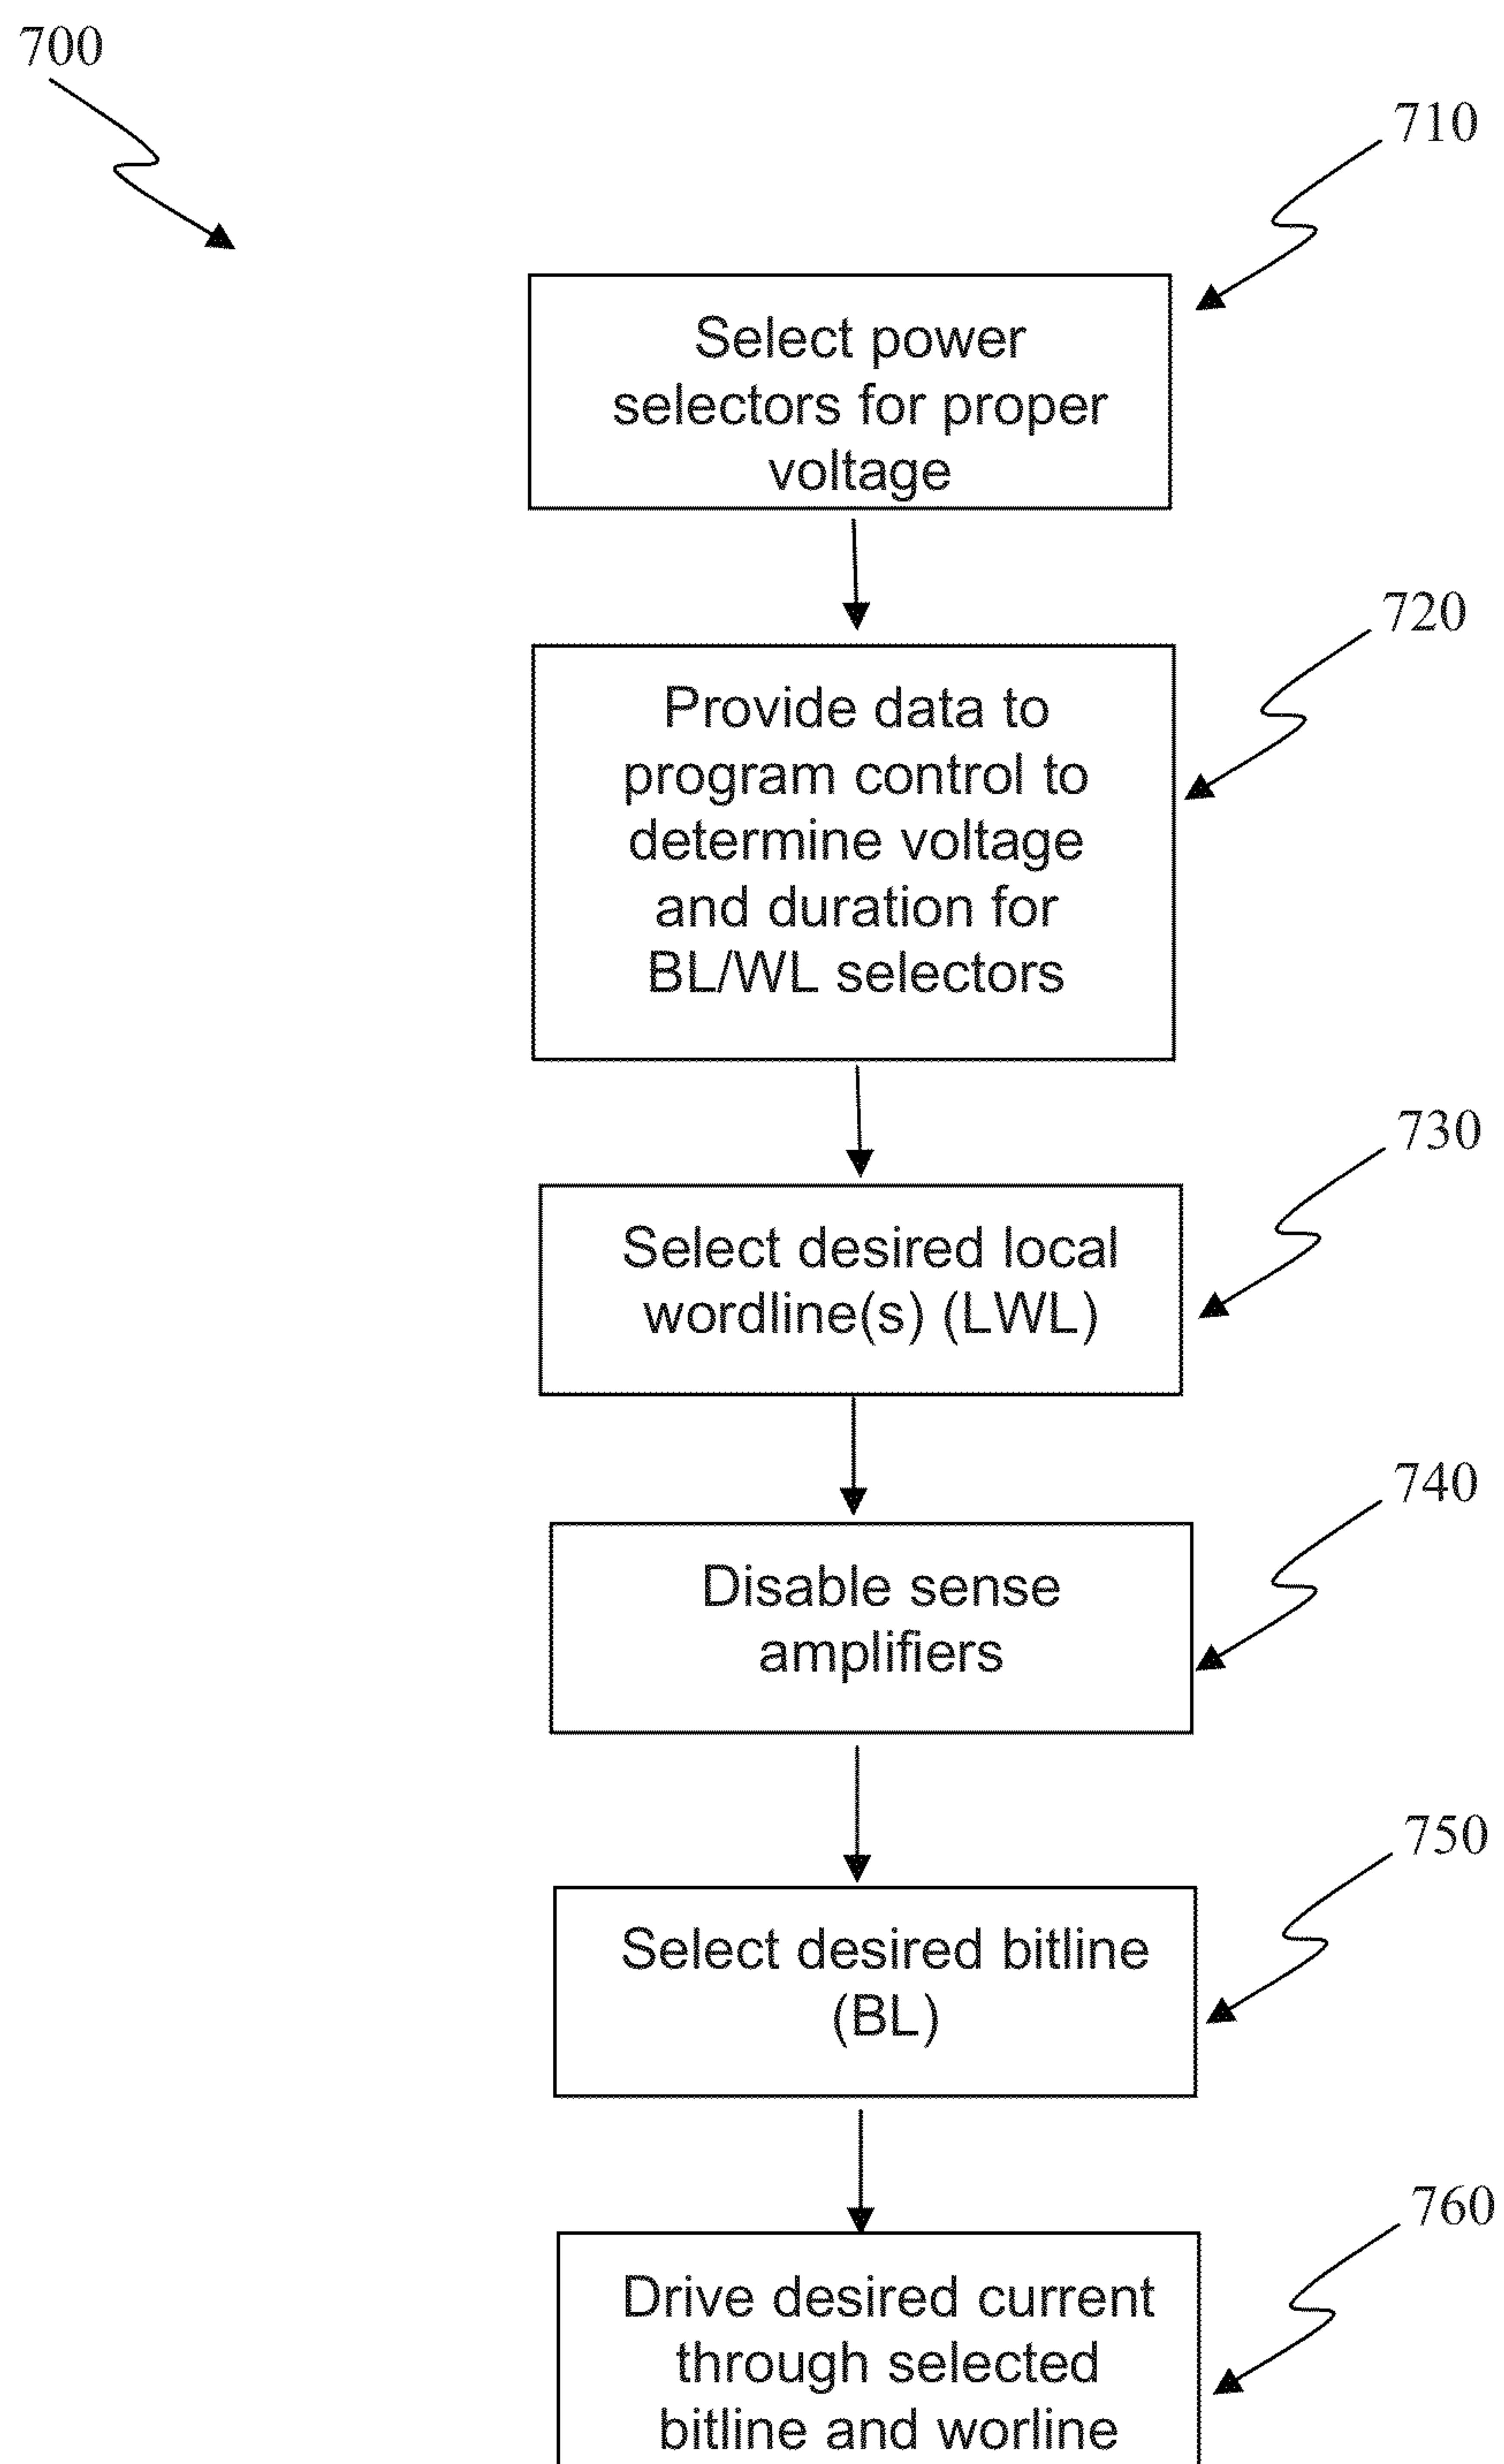 700
710
Select power
selectors for proper
voltage
720
Provide data to
program control to
determine voltage
and duration for
BL/WL selectors
730
Select desired local
wordline(s) (LWL)
740
Disable sense
amplifiers
750
Select desired bitline
(BL)
760
Drive desired current
through selected
bitline and worline